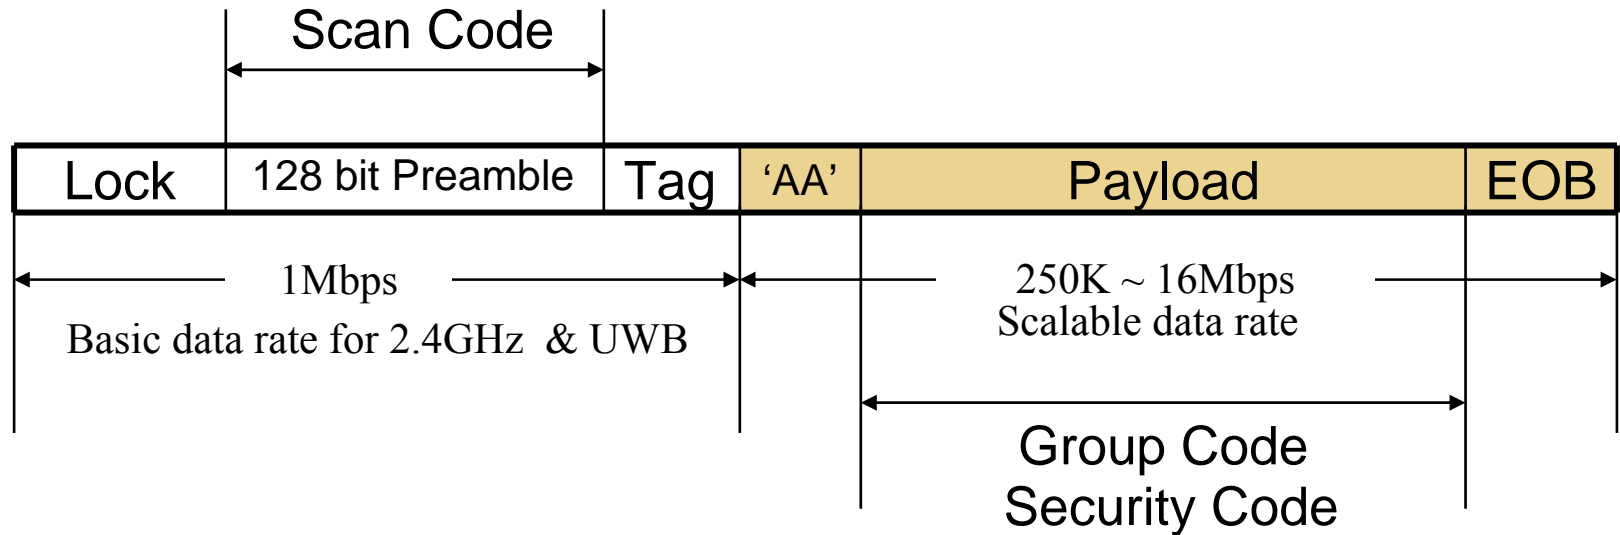 Scan Code
Lock 128 bit Preamble Tag ‘AA’ Payload EOB
1Mbps 250K ~ 16Mbps
Basic data rate for 2.4GHz & UWB Scalable data rate
Group Code
Security Code